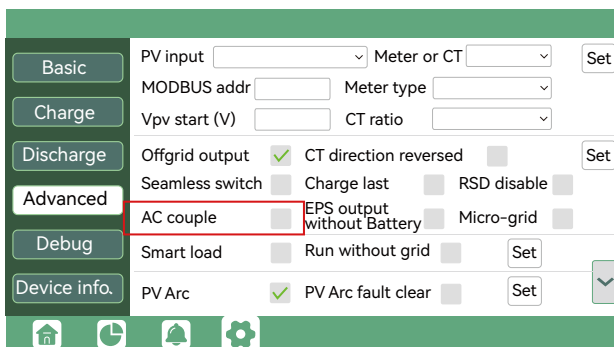 PV input Meter or CT Set
Basic
MODBUS addr Meter type
Charge
Vpv start (V) CT ratio
Discharge
Offgrid output CT direction reversed Set
Seamless switch Charge last RSD disable
Advanced
AC couple EPS output without Battery Micro-grid
Debug
Smart load Run without grid Set
Device info.
PV Arc PV Arc fault clear Set